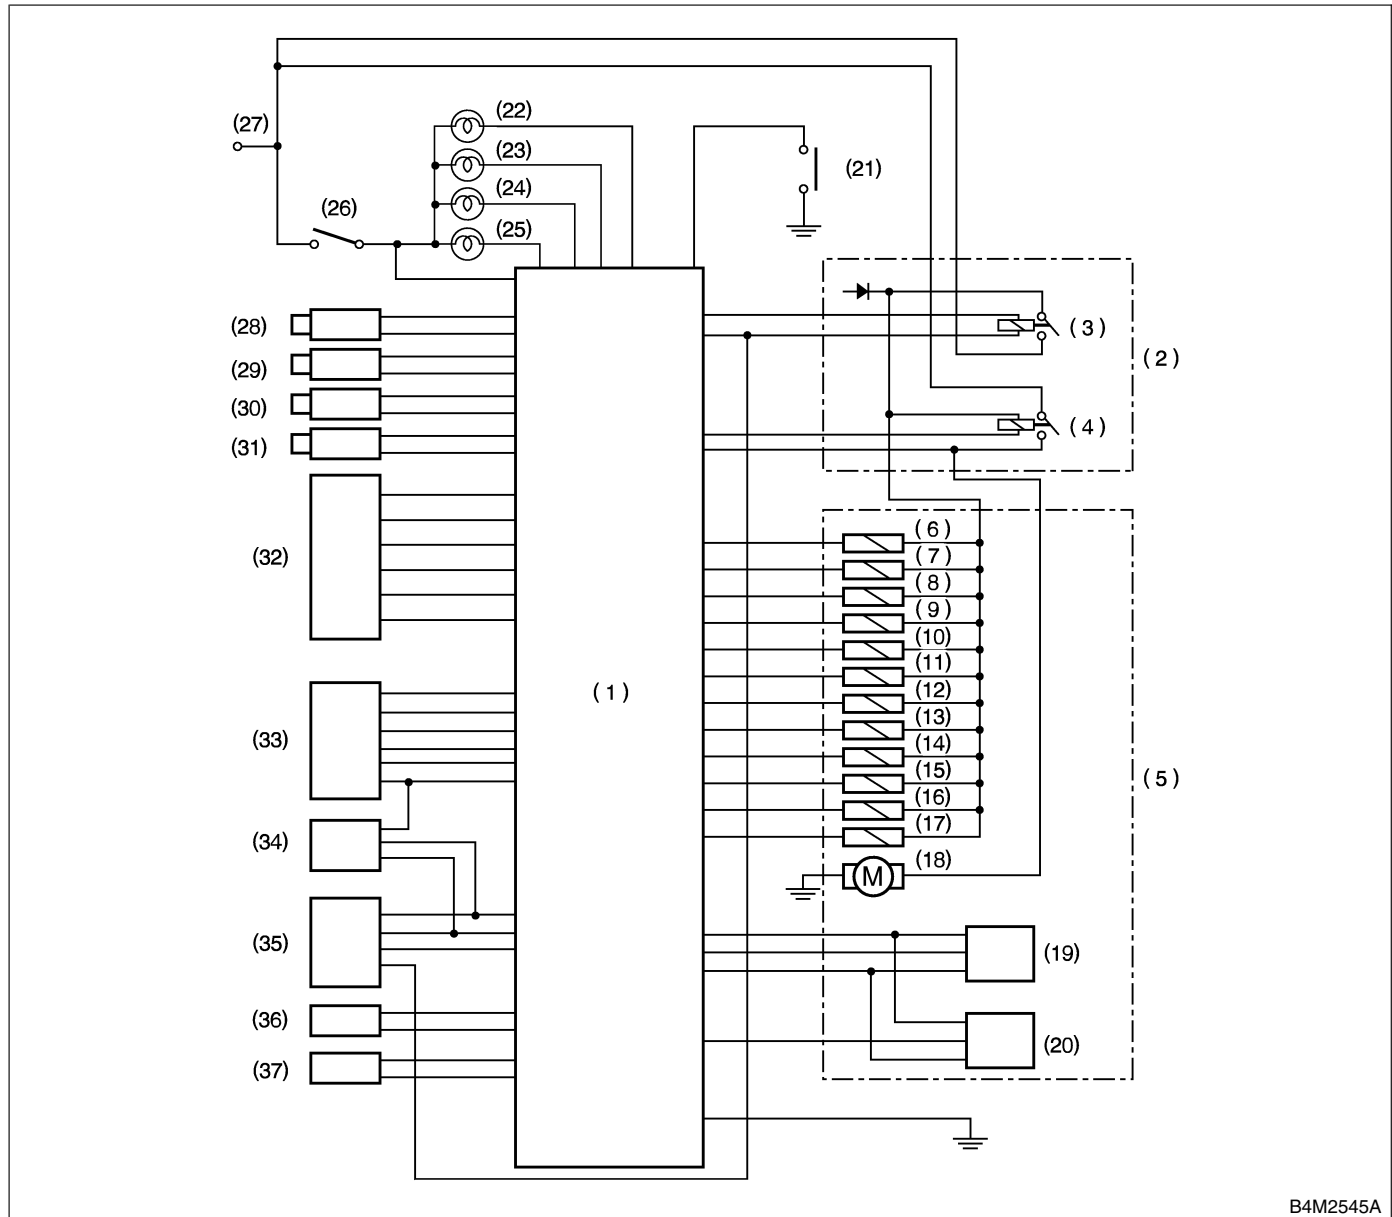 (22)
(27)
(23)
(21)
(24)
(26)
(25)
(28)
( 3 )
( 2 )
(29)
(30)
( 4 )
(31)
( 6 )
(32)
( 7 )
( 8 )
( 9 )
(10)
(11)
( 1 )
(12)
(13)
(33)
(14)
(15)
( 5 )
(16)
(17)
(34)
(18)
M
(35)
(19)
(36)
(20)
(37)
B4M2545A